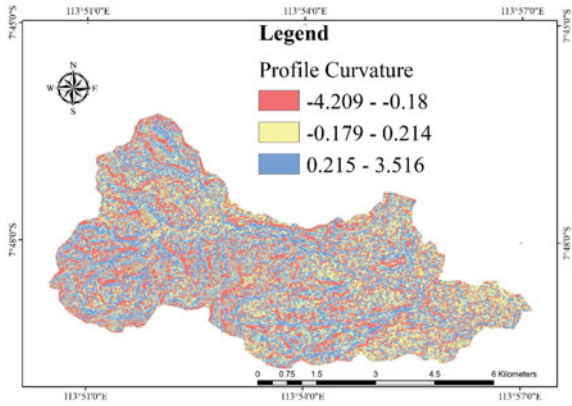 113°51'0"E 113°54'0"E 113°57'0"E
7°45'0"S 7°45'0"S
Legend
Profile Curvature
-4.209 - -0.18
-0.179 - 0.214
0.215 - 3.516
N
W E
S
7°48'0"S 7°48'0"S
0 0.75 1.5 3 4.5 6 Kilometers
113°51'0"E 113°54'0"E 113°57'0"E